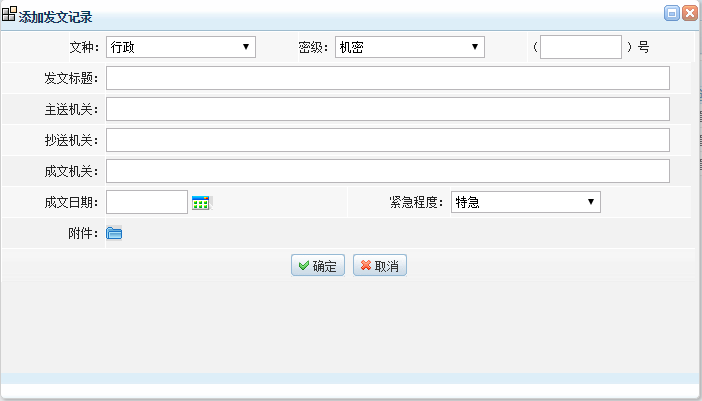 添加发文记录
文种： 行政 密级： 机密 （ ）号
发文标题：
主送机关：
抄送机关：
成文机关：
成文日期： 紧急程度： 特急
附件：
确定 取消